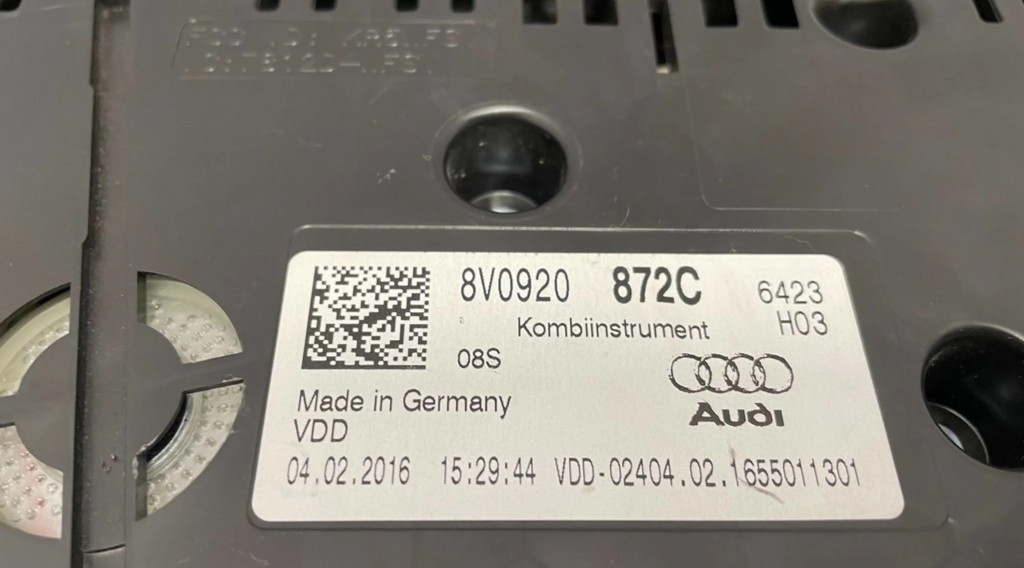 8V0920 872C 6423
Kombiinstrument H03
08S
Audi
Made in Germany
VDD
04.02.2016 15:29:44 VDD-02404.02.1655011301